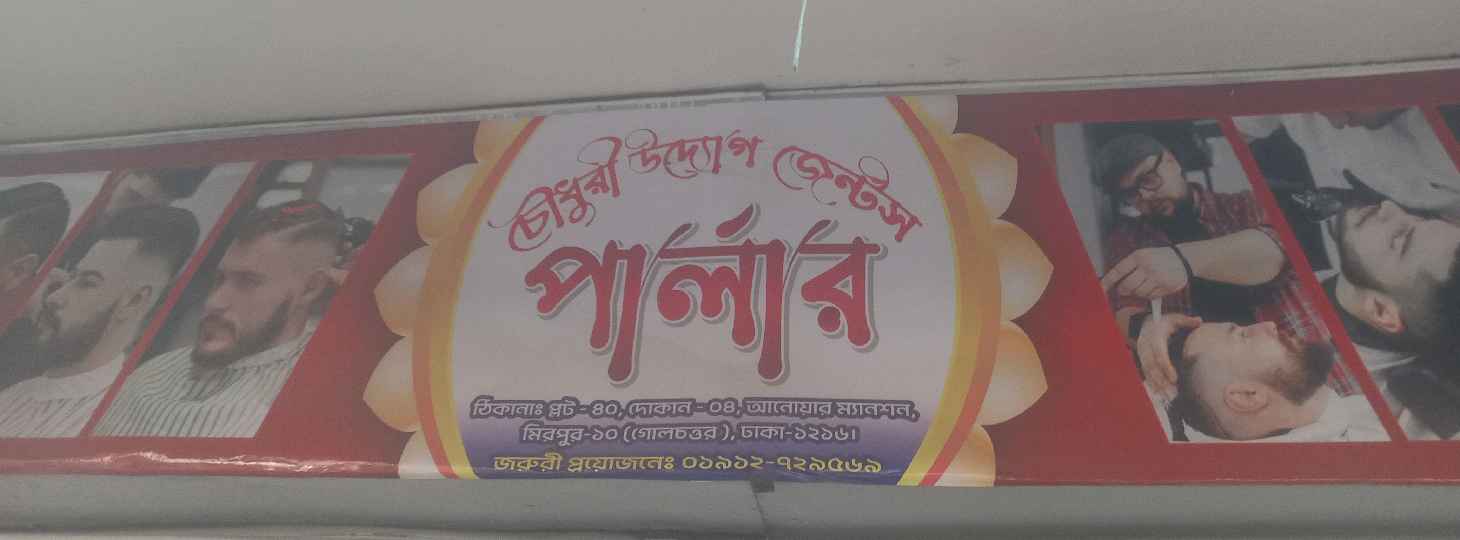 চৌধুরী উদ্যোগ জেন্টস
পার্লার
ঠিকানাঃ প্লট - ৪০, দোকান - ০৪, আনোয়ার ম্যানশন,
মিরপুর-১০ (গোলচত্তর ), ঢাকা-১২১৬।
জরুরী প্রয়োজনেঃ ০১৯১২-৭২৯৫৬৯